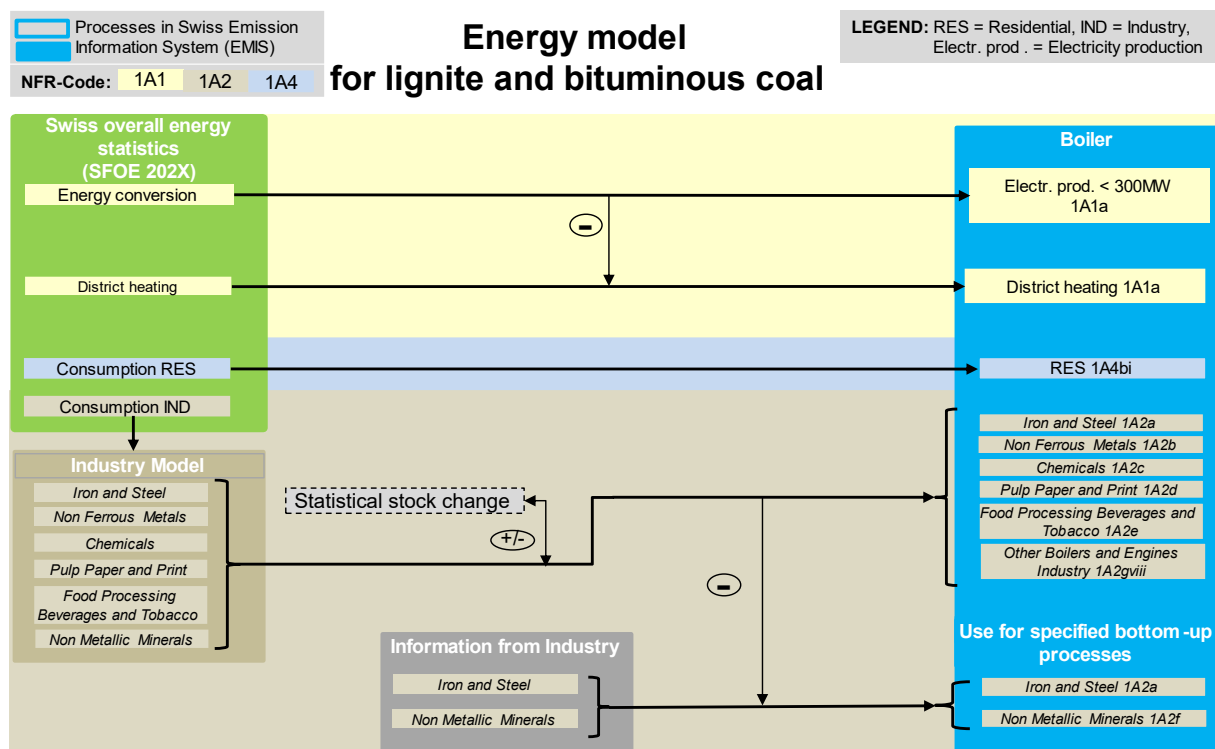 Processes in Swiss Emission
Information System (EMIS)
NFR-Code: 1A1 1A2 1A4
Energy model
for lignite and bituminous coal
LEGEND: RES = Residential, IND = Industry,
Electr. prod . = Electricity production
Swiss overall energy
statistics
(SFOE 202X)
Energy conversion
District heating
Consumption RES
Consumption IND
Industry Model
Iron and Steel
Non Ferrous Metals
Chemicals
Pulp Paper and Print
Food Processing
Beverages and Tobacco
Non Metallic Minerals
-
Statistical stock change
+/-
-
Information from Industry
Iron and Steel
Non Metallic Minerals
Boiler
Electr. prod. < 300MW
1A1a
District heating 1A1a
RES 1A4bi
Iron and Steel 1A2a
Non Ferrous Metals 1A2b
Chemicals 1A2c
Pulp Paper and Print 1A2d
Food Processing Beverages and
Tobacco 1A2e
Other Boilers and Engines
Industry 1A2gviii
Use for specified bottom-up
processes
Iron and Steel 1A2a
Non Metallic Minerals 1A2f